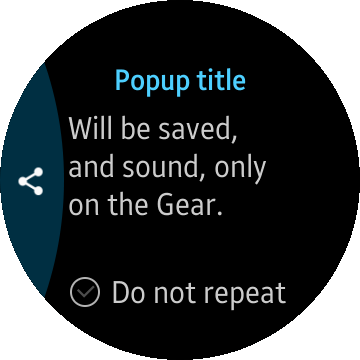 Popup title
Will be saved,
and sound, only
on the Gear.
Do not repeat